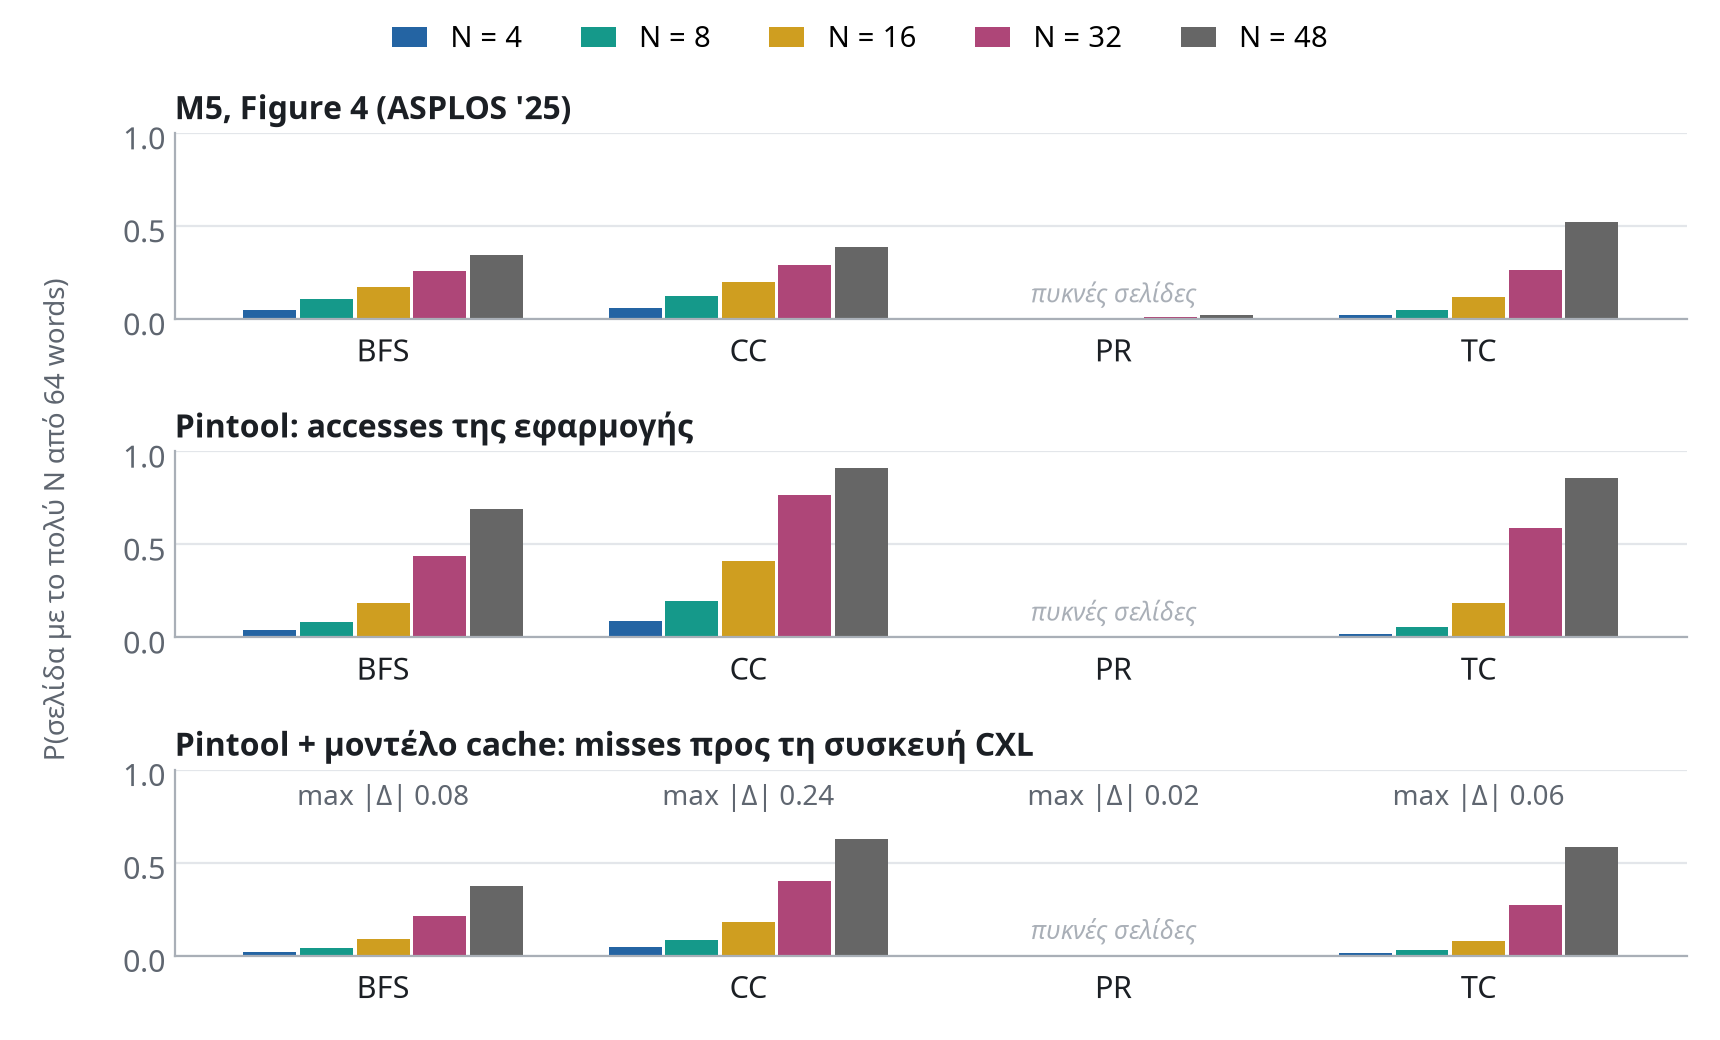 N = 4 N = 8 N = 16 N = 32 N = 48
M5, Figure 4 (ASPLOS '25)
1.0
0.5
0.0
πυκνές σελίδες
BFS CC PR TC
P(σελίδα με το πολύ N από 64 words)
Pintool: accesses της εφαρμογής
1.0
0.5
0.0
πυκνές σελίδες
BFS CC PR TC
Pintool + μοντέλο cache: misses προς τη συσκευή CXL
1.0
max |Δ| 0.08 max |Δ| 0.24 max |Δ| 0.02 max |Δ| 0.06
0.5
0.0
πυκνές σελίδες
BFS CC PR TC